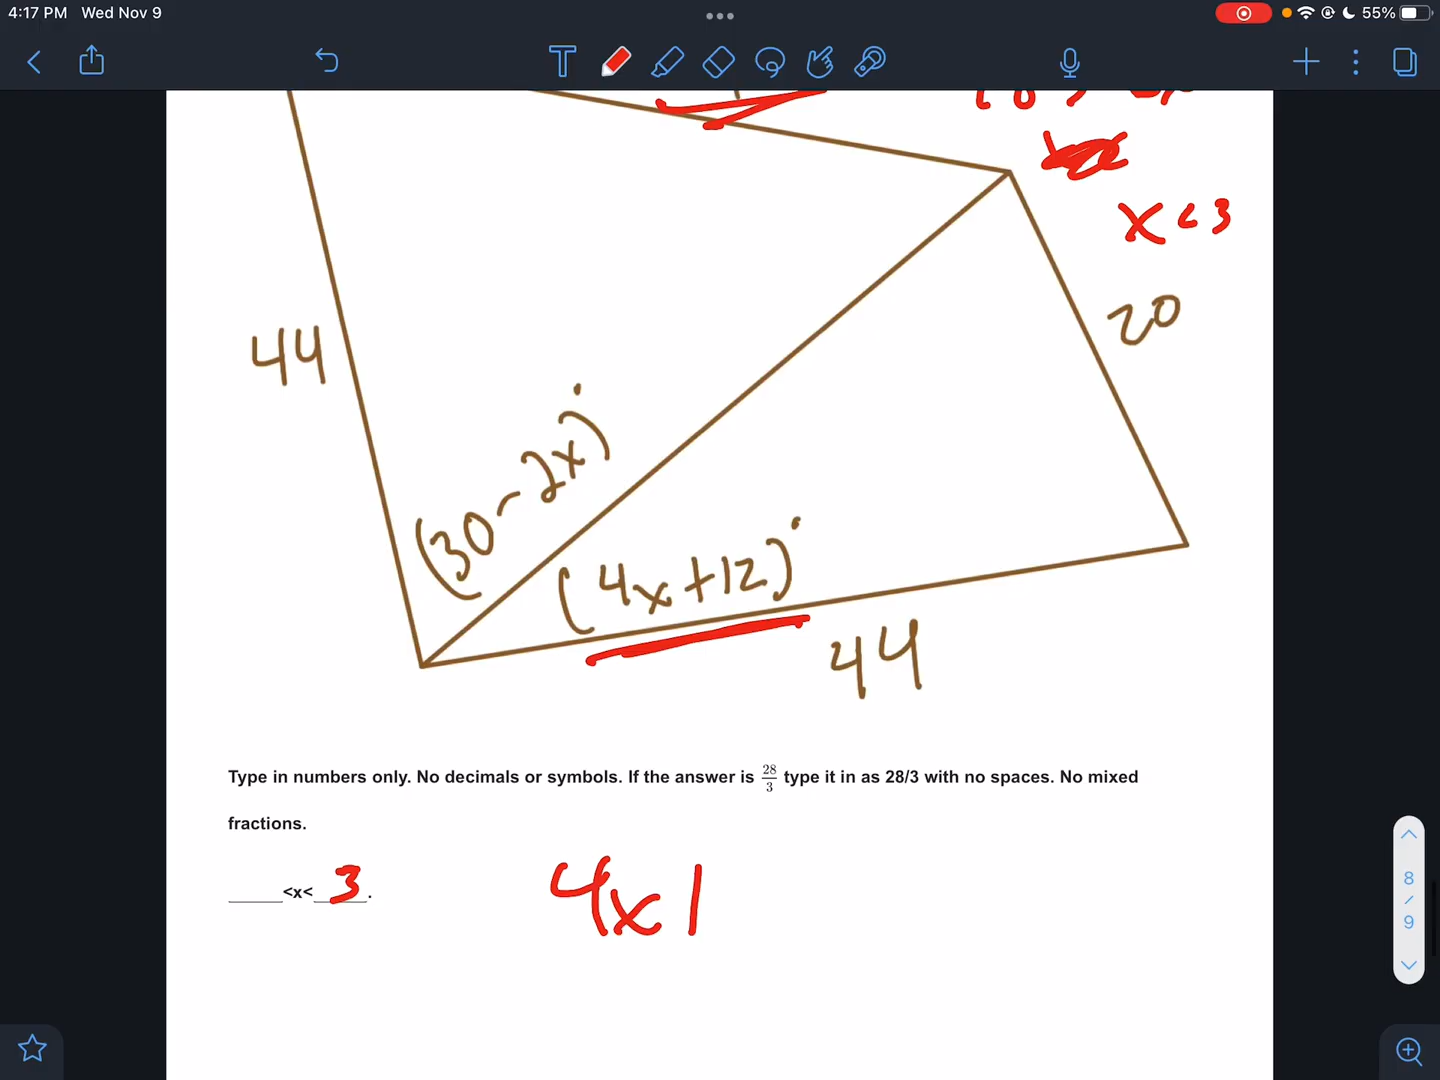 4:17 PM Wed Nov 9
55%
x<3
20
44
(30-2x)°
(4x+12)°
44
Type in numbers only. No decimals or symbols. If the answer is 28/3 type it in as 28/3 with no spaces. No mixed
fractions.
_____<x< 3 .
4x1
8
/
9